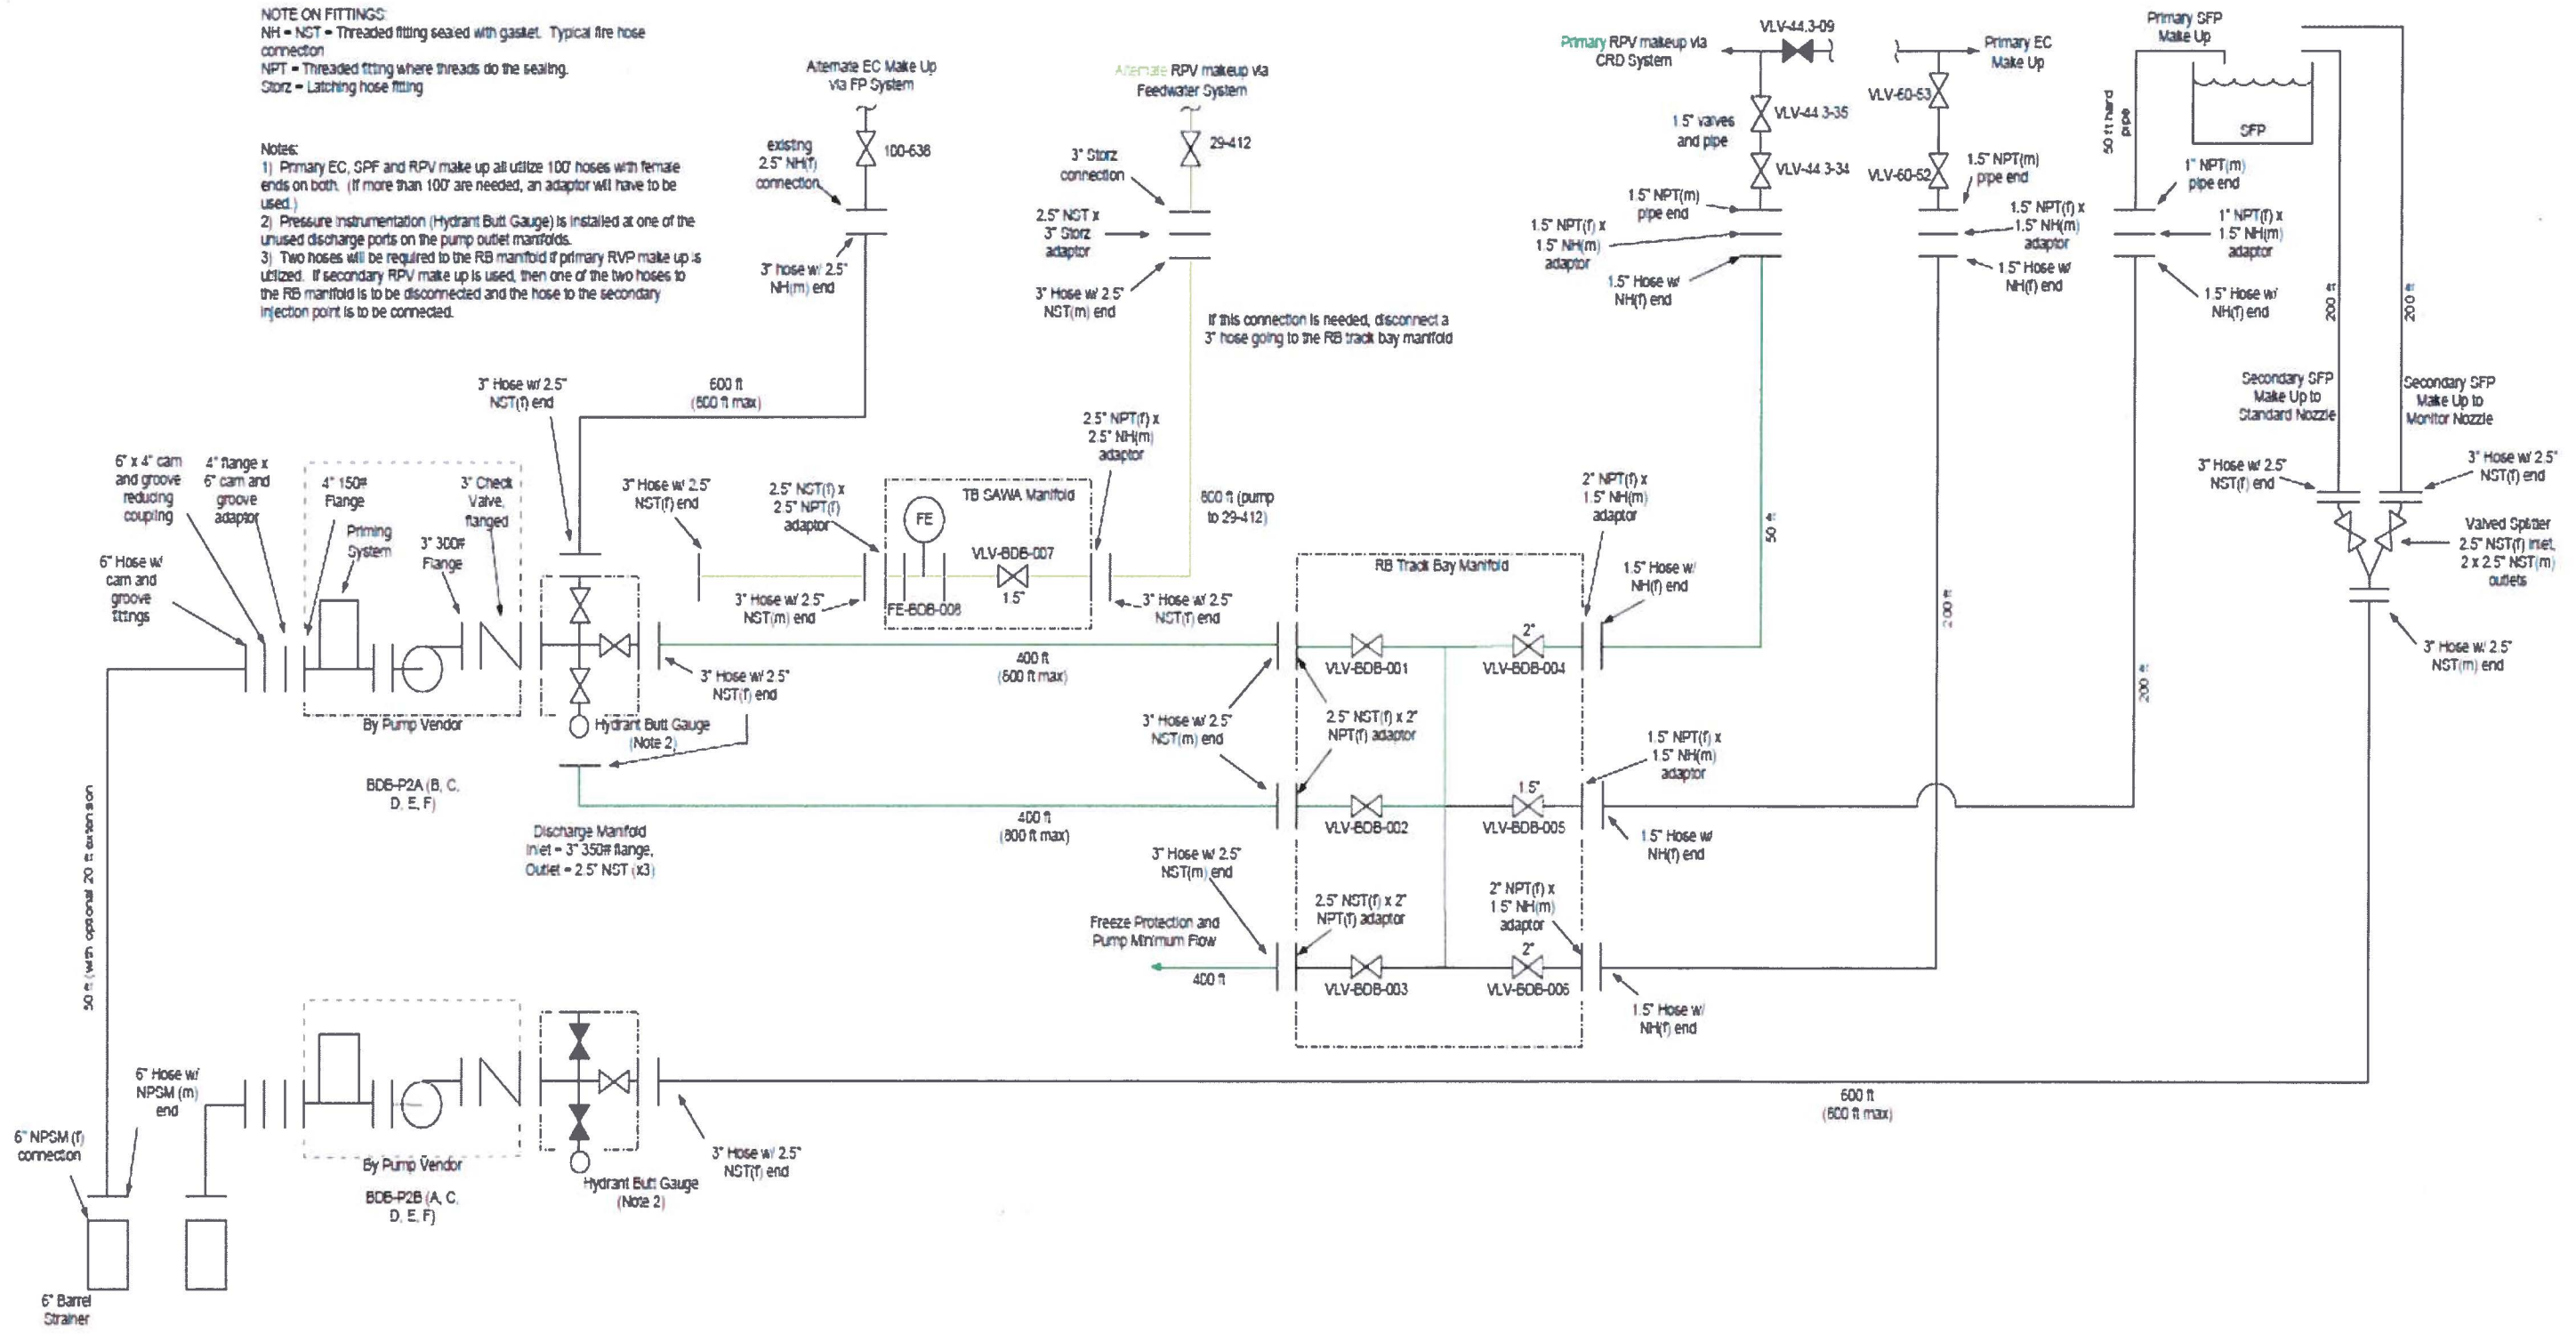 NOTE ON FITTINGS:
NH = NST = Threaded fitting sealed with gasket. Typical fire hose
connection
NPT = Threaded fitting where threads do the sealing.
Storz = Latching hose fitting
Notes:
1) Primary EC, SPF and RPV make up all utilize 100' hoses with female
ends on both. (If more than 100' are needed, an adaptor will have to be
used.)
2) Pressure Instrumentation (Hydrant Butt Gauge) is installed at one of the
unused discharge ports on the pump outlet manifolds.
3) Two hoses will be required to the RB manifold if primary RVP make up is
utilized. If secondary RPV make up is used, then one of the two hoses to
the RB manifold is to be disconnected and the hose to the secondary
injection point is to be connected.
Alternate EC Make Up
via FP System
existing
2.5" NH(f)
connection
100-638
3" hose w/ 2.5"
NH(m) end
Alternate RPV makeup via
Feedwater System
3" Storz
connection
29-412
2.5" NST x
3" Storz
adaptor
3" Hose w/ 2.5"
NST(m) end
If this connection is needed, disconnect a
3" hose going to the RB track bay manifold
VLV-44.3-09
Primary RPV makeup via
CRD System
1.5" valves
and pipe
VLV-44.3-35
VLV-44.3-34
1.5" NPT(m)
pipe end
1.5" NPT(f) x
1.5" NH(m)
adaptor
1.5" Hose w/
NH(f) end
Primary EC
Make Up
VLV-60-53
VLV-60-52
1.5" NPT(m)
pipe end
1.5" NPT(f) x
1.5" NH(m)
adaptor
1.5" Hose w/
NH(f) end
Primary SFP
Make Up
50 ft hard
pipe
SFP
1" NPT(m)
pipe end
1" NPT(f) x
1.5" NH(m)
adaptor
1.5" Hose w/
NH(f) end
200 ft
200 ft
Secondary SFP
Make Up to
Standard Nozzle
Secondary SFP
Make Up to
Monitor Nozzle
3" Hose w/ 2.5"
NST(f) end
3" Hose w/ 2.5"
NST(f) end
Valved Splitter
2.5" NST(f) inlet,
2 x 2.5" NST(m)
outlets
3" Hose w/ 2.5"
NST(m) end
3" Hose w/ 2.5"
NST(f) end
600 ft
(800 ft max)
6" x 4" cam
and groove
reducing
coupling
4" flange x
6" cam and
groove
adaptor
4" 150#
Flange
Priming
System
3" Check
Valve,
flanged
3" 300#
Flange
6" Hose w/
cam and
groove
fittings
By Pump Vendor
BDB-P2A (B, C,
D, E, F)
3" Hose w/ 2.5"
NST(f) end
2.5" NST(f) x
2.5" NPT(f)
adaptor
TB SAWA Manifold
FE
VLV-BDB-007
1.5"
FE-BDB-008
3" Hose w/ 2.5"
NST(m) end
2.5" NPT(f) x
2.5" NH(m)
adaptor
800 ft (pump
to 29-412)
3" Hose w/ 2.5"
NST(f) end
3" Hose w/ 2.5"
NST(f) end
Hydrant Butt Gauge
(Note 2)
Discharge Manifold
Inlet = 3" 350# flange,
Outlet = 2.5" NST (x3)
400 ft
(800 ft max)
400 ft
(800 ft max)
3" Hose w/ 2.5"
NST(m) end
2.5" NST(f) x 2"
NPT(f) adaptor
RB Track Bay Manifold
VLV-BDB-001
2"
VLV-BDB-004
2" NPT(f) x
1.5" NH(m)
adaptor
1.5" Hose w/
NH(f) end
50 ft
200 ft
200 ft
VLV-BDB-002
1.5"
VLV-BDB-005
1.5" NPT(f) x
1.5" NH(m)
adaptor
1.5" Hose w/
NH(f) end
3" Hose w/ 2.5"
NST(m) end
2.5" NST(f) x 2"
NPT(f) adaptor
Freeze Protection and
Pump Minimum Flow
400 ft
VLV-BDB-003
2" NPT(f) x
1.5" NH(m)
adaptor
2"
VLV-BDB-006
1.5" Hose w/
NH(f) end
50 ft (with optional 20 ft extension
6" Hose w/
NPSM (m)
end
6" NPSM (f)
connection
6" Barrel
Strainer
By Pump Vendor
BDB-P2B (A, C,
D, E, F)
Hydrant Butt Gauge
(Note 2)
3" Hose w/ 2.5"
NST(f) end
600 ft
(800 ft max)